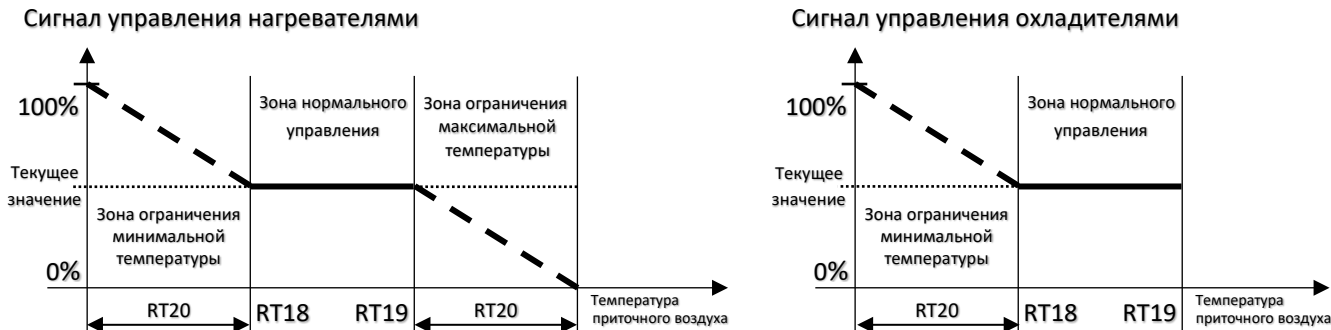 Сигнал управления нагревателями
100%
Зона нормального
управления
Зона ограничения
максимальной
температуры
Текущее
значение
Зона ограничения
минимальной
температуры
0%
RT20
RT18
RT19
RT20
Температура
приточного воздуха
Сигнал управления охладителями
100%
Зона нормального
управления
Текущее
значение
Зона ограничения
минимальной
температуры
0%
RT20
RT18
RT19
Температура
приточного воздуха